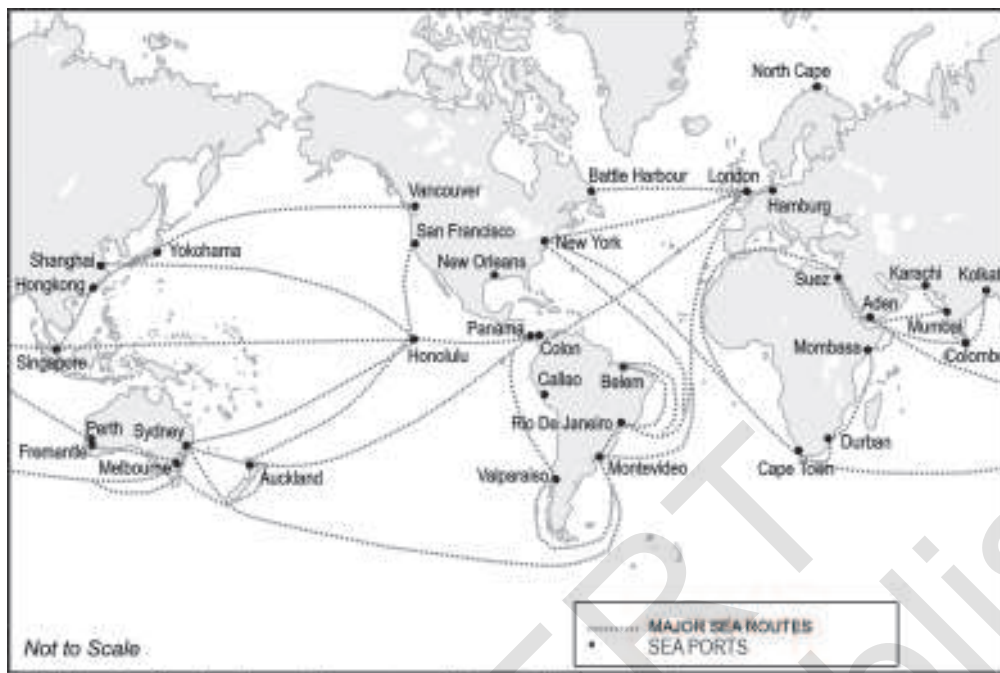 North Cape
Battle Harbour
London
Hamburg
Vancouver
San Francisco
New York
New Orleans
Shanghai
Yokohama
Hongkong
Suez
Karachi
Kolkat
Aden
Mumbai
Colombo
Panama
Colon
Honolulu
Singapore
Mombasa
Callao
Belem
Rio De Janeiro
Perth
Sydney
Fremantle
Melbourne
Auckland
Valparaiso
Montevideo
Cape Town
Durban
MAJOR SEA ROUTES
SEA PORTS
Not to Scale